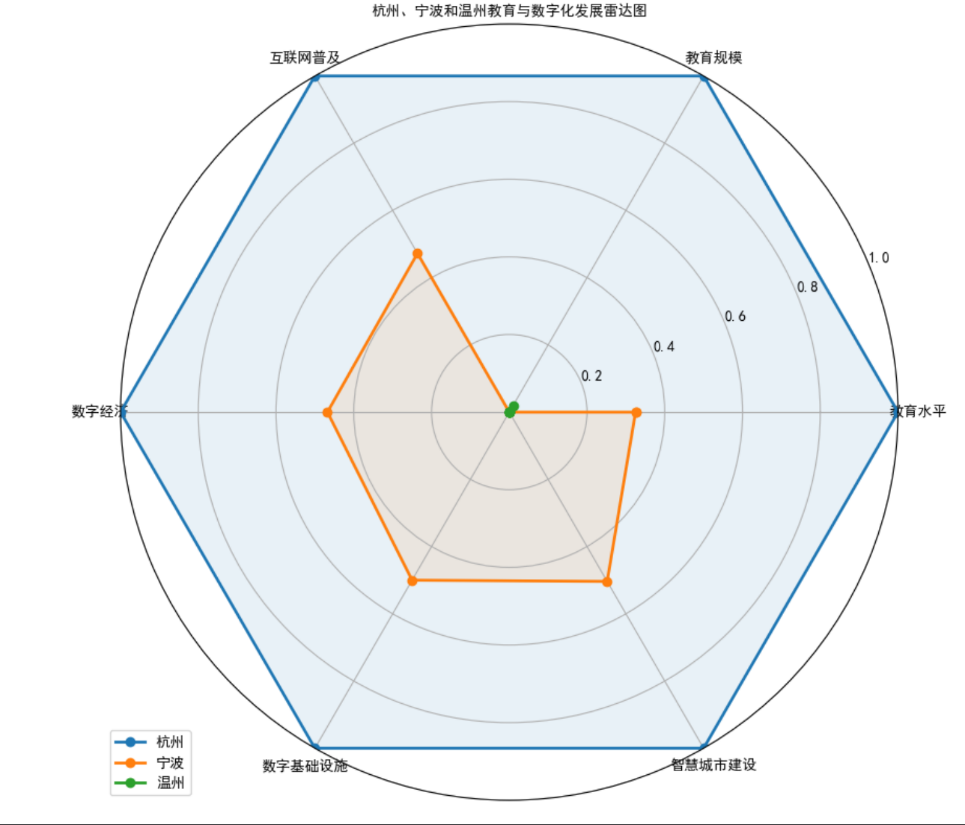 杭州、宁波和温州教育与数字化发展雷达图
互联网普及
教育规模
1.0
0.8
0.6
0.4
0.2
数字经济
教育水平
数字基础设施
智慧城市建设
杭州
宁波
温州